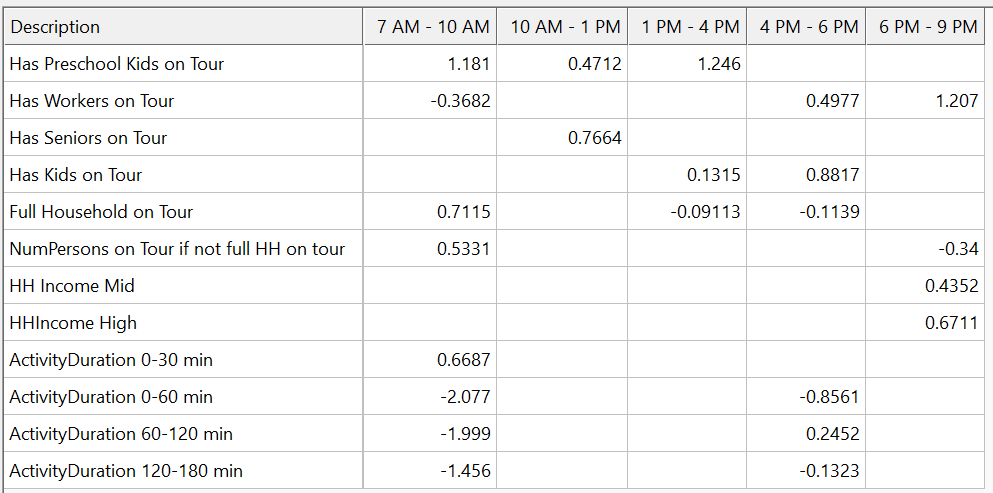 Description 7 AM - 10 AM 10 AM - 1 PM 1 PM - 4 PM 4 PM - 6 PM 6 PM - 9 PM
Has Preschool Kids on Tour 1.181 0.4712 1.246
Has Workers on Tour -0.3682 0.4977 1.207
Has Seniors on Tour 0.7664
Has Kids on Tour 0.1315 0.8817
Full Household on Tour 0.7115 -0.09113 -0.1139
NumPersons on Tour if not full HH on tour 0.5331 -0.34
HH Income Mid 0.4352
HHIncome High 0.6711
ActivityDuration 0-30 min 0.6687
ActivityDuration 0-60 min -2.077 -0.8561
ActivityDuration 60-120 min -1.999 0.2452
ActivityDuration 120-180 min -1.456 -0.1323